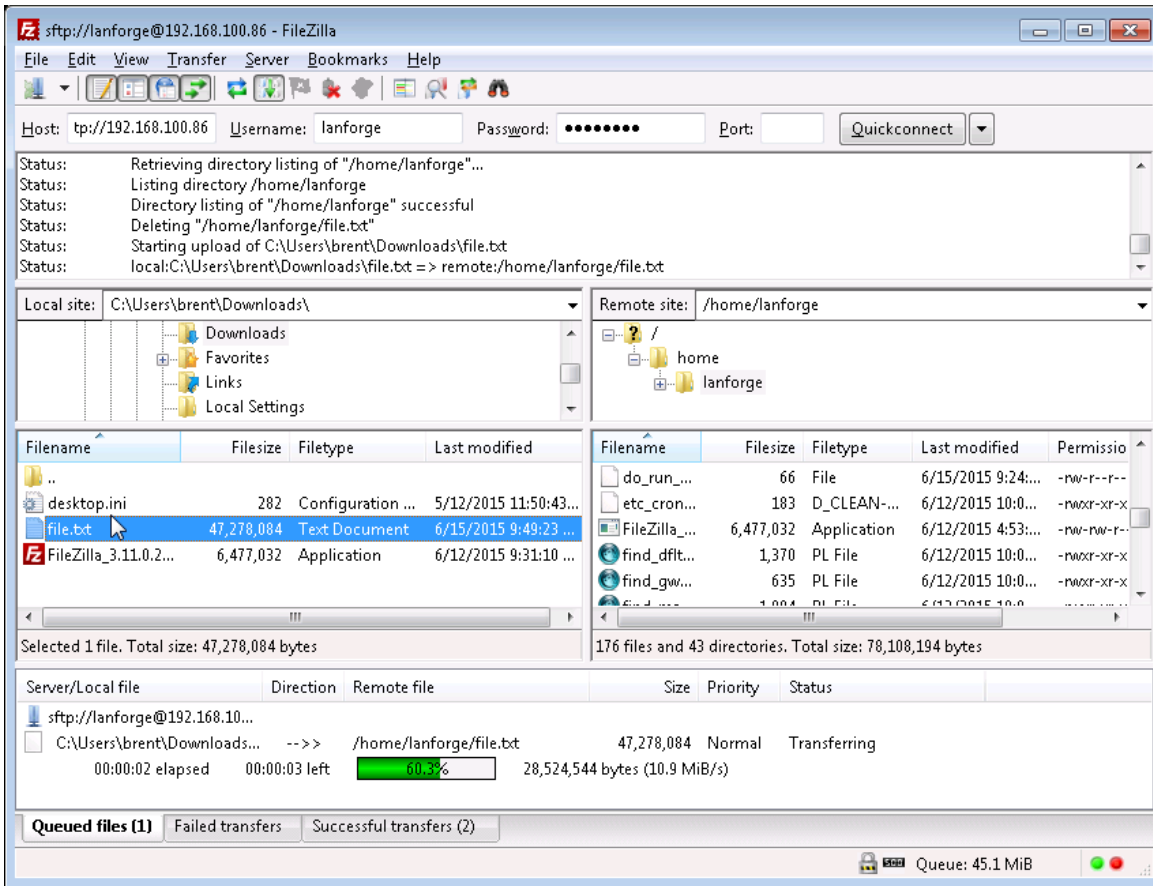 sftp://lanforge@192.168.100.86 - FileZilla
File Edit View Transfer Server Bookmarks Help
Host: tp://192.168.100.86 Username: lanforge Password: ●●●●●●●● Port: Quickconnect
Status: Retrieving directory listing of "/home/lanforge"...
Status: Listing directory /home/lanforge
Status: Directory listing of "/home/lanforge" successful
Status: Deleting "/home/lanforge/file.txt"
Status: Starting upload of C:\Users\brent\Downloads\file.txt
Status: local:C:\Users\brent\Downloads\file.txt => remote:/home/lanforge/file.txt
Local site: C:\Users\brent\Downloads\
Downloads
Favorites
Links
Local Settings
Remote site: /home/lanforge
/
home
lanforge
Filename Filesize Filetype Last modified
..
desktop.ini 282 Configuration ... 5/12/2015 11:50:43...
file.txt 47,278,084 Text Document 6/15/2015 9:49:23 ...
FileZilla_3.11.0.2... 6,477,032 Application 6/12/2015 9:31:10 ...
Selected 1 file. Total size: 47,278,084 bytes
Filename Filesize Filetype Last modified Permissio
do_run_... 66 File 6/15/2015 9:24:... -rw-r--r--
etc_cron... 183 D_CLEAN-... 6/12/2015 10:0... -rwxr-xr-x
FileZilla_... 6,477,032 Application 6/12/2015 4:53:... -rw-rw-r--
find_dflt... 1,370 PL File 6/12/2015 10:0... -rwxr-xr-x
find_gw... 635 PL File 6/12/2015 10:0... -rwxr-xr-x
176 files and 43 directories. Total size: 78,108,194 bytes
Server/Local file Direction Remote file Size Priority Status
sftp://lanforge@192.168.10...
C:\Users\brent\Downloads... -->> /home/lanforge/file.txt 47,278,084 Normal Transferring
00:00:02 elapsed 00:00:03 left 60.3% 28,524,544 bytes (10.9 MiB/s)
Queued files (1) Failed transfers Successful transfers (2)
Queue: 45.1 MiB